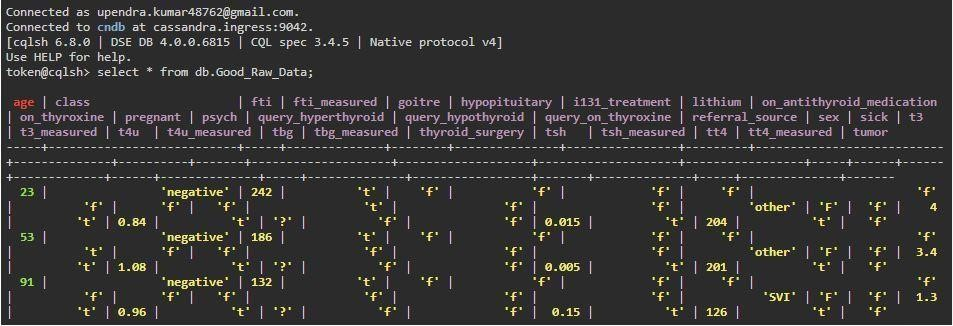 Connected as upendra.kumar48762@gmail.com.
Connected to cndb at cassandra.ingress:9042.
[cqlsh 6.8.0 | DSE DB 4.0.0.6815 | CQL spec 3.4.5 | Native protocol v4]
Use HELP for help.
token@cqlsh> select * from db.Good_Raw_Data;
age | class | fti | fti_measured | goitre | hypopituitary | i131_treatment | lithium | on_antithyroid_medication
| on_thyroxine | pregnant | psych | query_hyperthyroid | query_hypothyroid | query_on_thyroxine | referral_source | sex | sick | t3
| t3_measured | t4u | t4u_measured | tbg | tbg_measured | thyroid_surgery | tsh | tsh_measured | tt4 | tt4_measured | tumor
23 | 'negative' | 242 | 't' | 'f' | 'f' | 'f' | 'f' | 'f'
| 'f' | 'f' | 'f' | 't' | 'f' | 'f' | 'other' | 'F' | 'f' | 4
| 't' | 0.84 | 't' | '?' | 'f' | 'f' | 0.015 | 't' | 204 | 't' | 'f'
53 | 'negative' | 186 | 't' | 'f' | 'f' | 'f' | 'f' | 'f'
| 't' | 'f' | 'f' | 'f' | 'f' | 'f' | 'other' | 'F' | 'f' | 3.4
| 't' | 1.08 | 't' | '?' | 'f' | 'f' | 0.005 | 't' | 201 | 't' | 'f'
91 | 'negative' | 132 | 't' | 'f' | 'f' | 'f' | 'f' | 'f'
| 'f' | 'f' | 'f' | 'f' | 'f' | 'f' | 'SVI' | 'F' | 'f' | 1.3
| 't' | 0.96 | 't' | '?' | 'f' | 'f' | 0.15 | 't' | 126 | 't' | 'f'